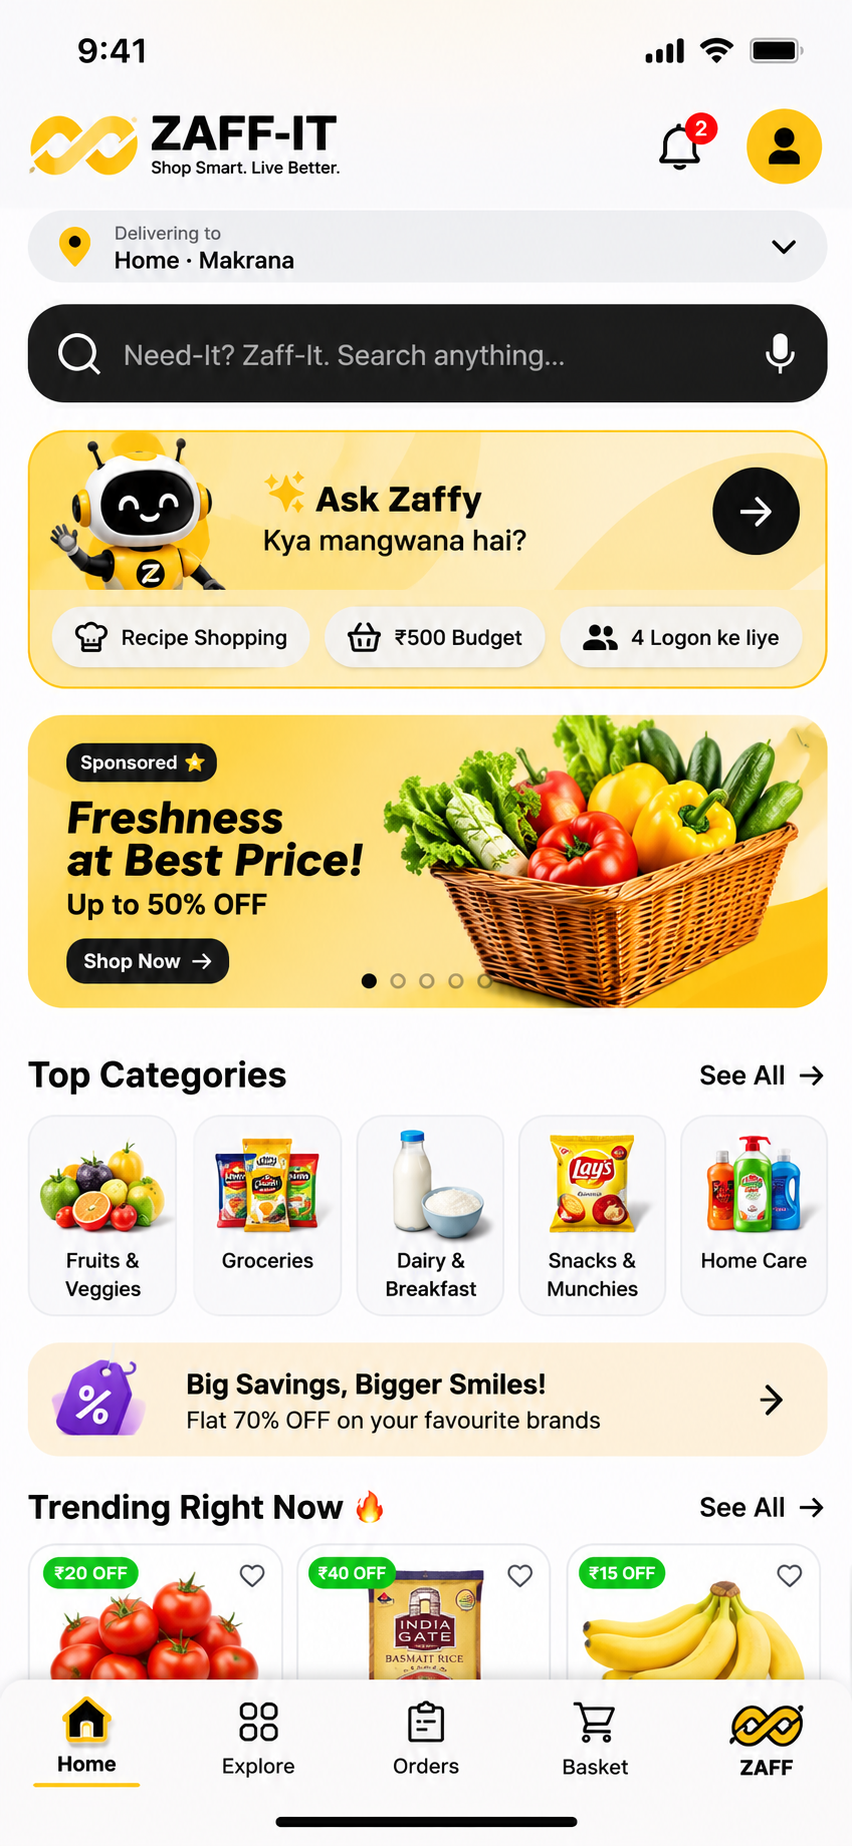 9:41
ZAFF-IT
Shop Smart. Live Better.
2
Delivering to
Home · Makrana
Need-It? Zaff-It. Search anything...
Ask Zaffy
Kya mangwana hai?
Z
Recipe Shopping
₹500 Budget
4 Logon ke liye
Sponsored
Freshness
at Best Price!
Up to 50% OFF
Shop Now →
Top Categories
See All →
Lay's
Fruits &
Veggies
Groceries
Dairy &
Breakfast
Snacks &
Munchies
Home Care
%
Big Savings, Bigger Smiles!
Flat 70% OFF on your favourite brands
Trending Right Now 🔥
See All →
₹20 OFF
₹40 OFF
₹15 OFF
INDIA
GATE
BASMATI RICE
Home
Explore
Orders
Basket
ZAFF